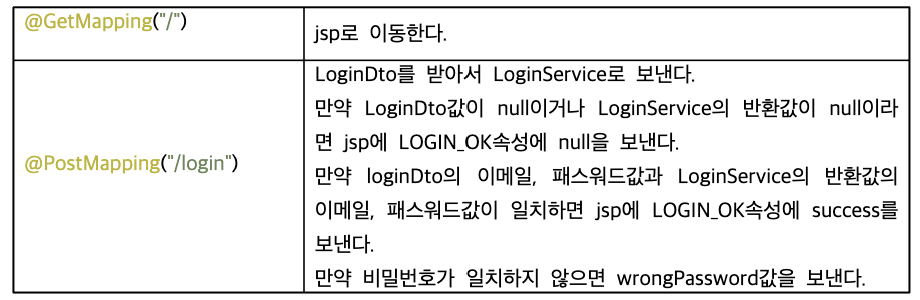 @GetMapping("/")
jsp로 이동한다.
@PostMapping("/login")
LoginDto를 받아서 LoginService로 보낸다.
만약 LoginDto값이 null이거나 LoginService의 반환값이 null이라
면 jsp에 LOGIN_OK속성에 null을 보낸다.
만약 loginDto의 이메일, 패스워드값과 LoginService의 반환값의
이메일, 패스워드값이 일치하면 jsp에 LOGIN_OK속성에 success를
보낸다.
만약 비밀번호가 일치하지 않으면 wrongPassword값을 보낸다.